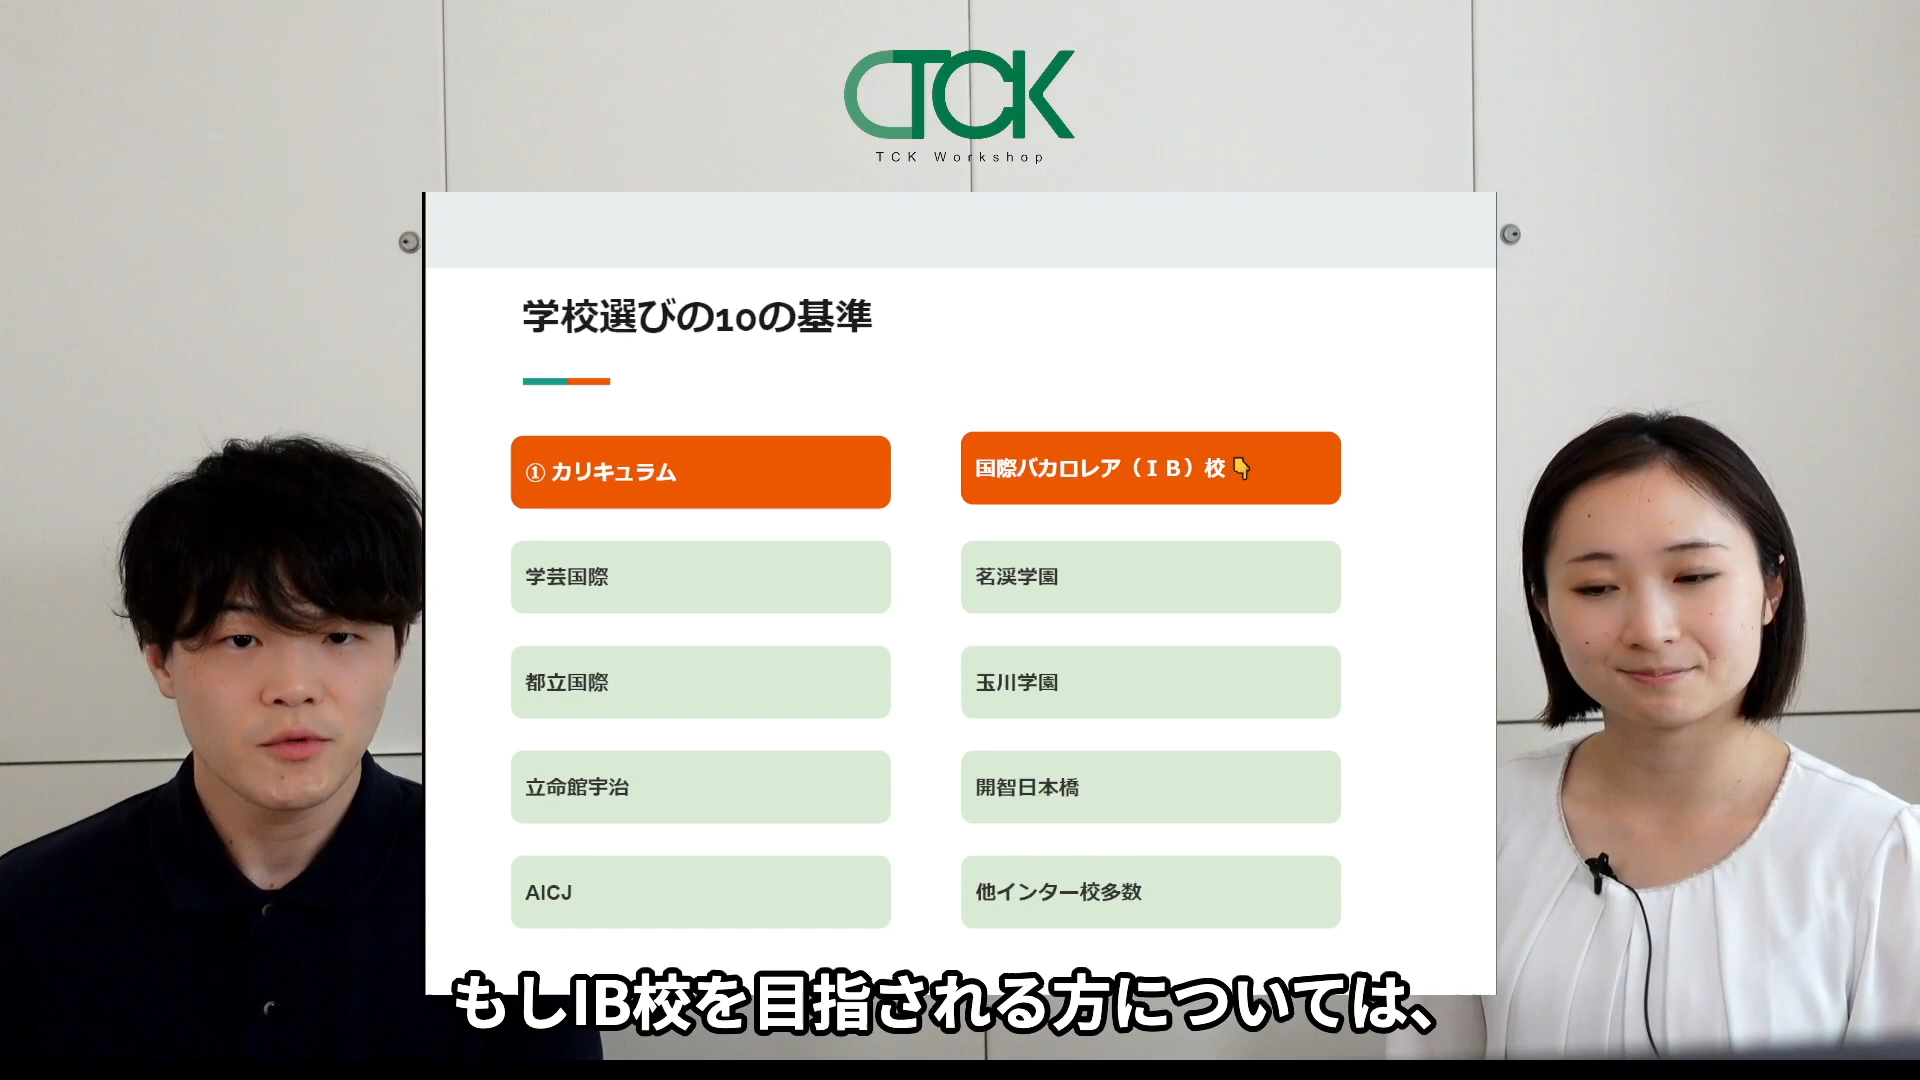 TCK
TCK Workshop
学校選びの10の基準
① カリキュラム
国際バカロレア（ＩＢ）校👇
学芸国際
茗渓学園
都立国際
玉川学園
立命館宇治
開智日本橋
AICJ
他インター校多数
もしIB校を目指される方については、